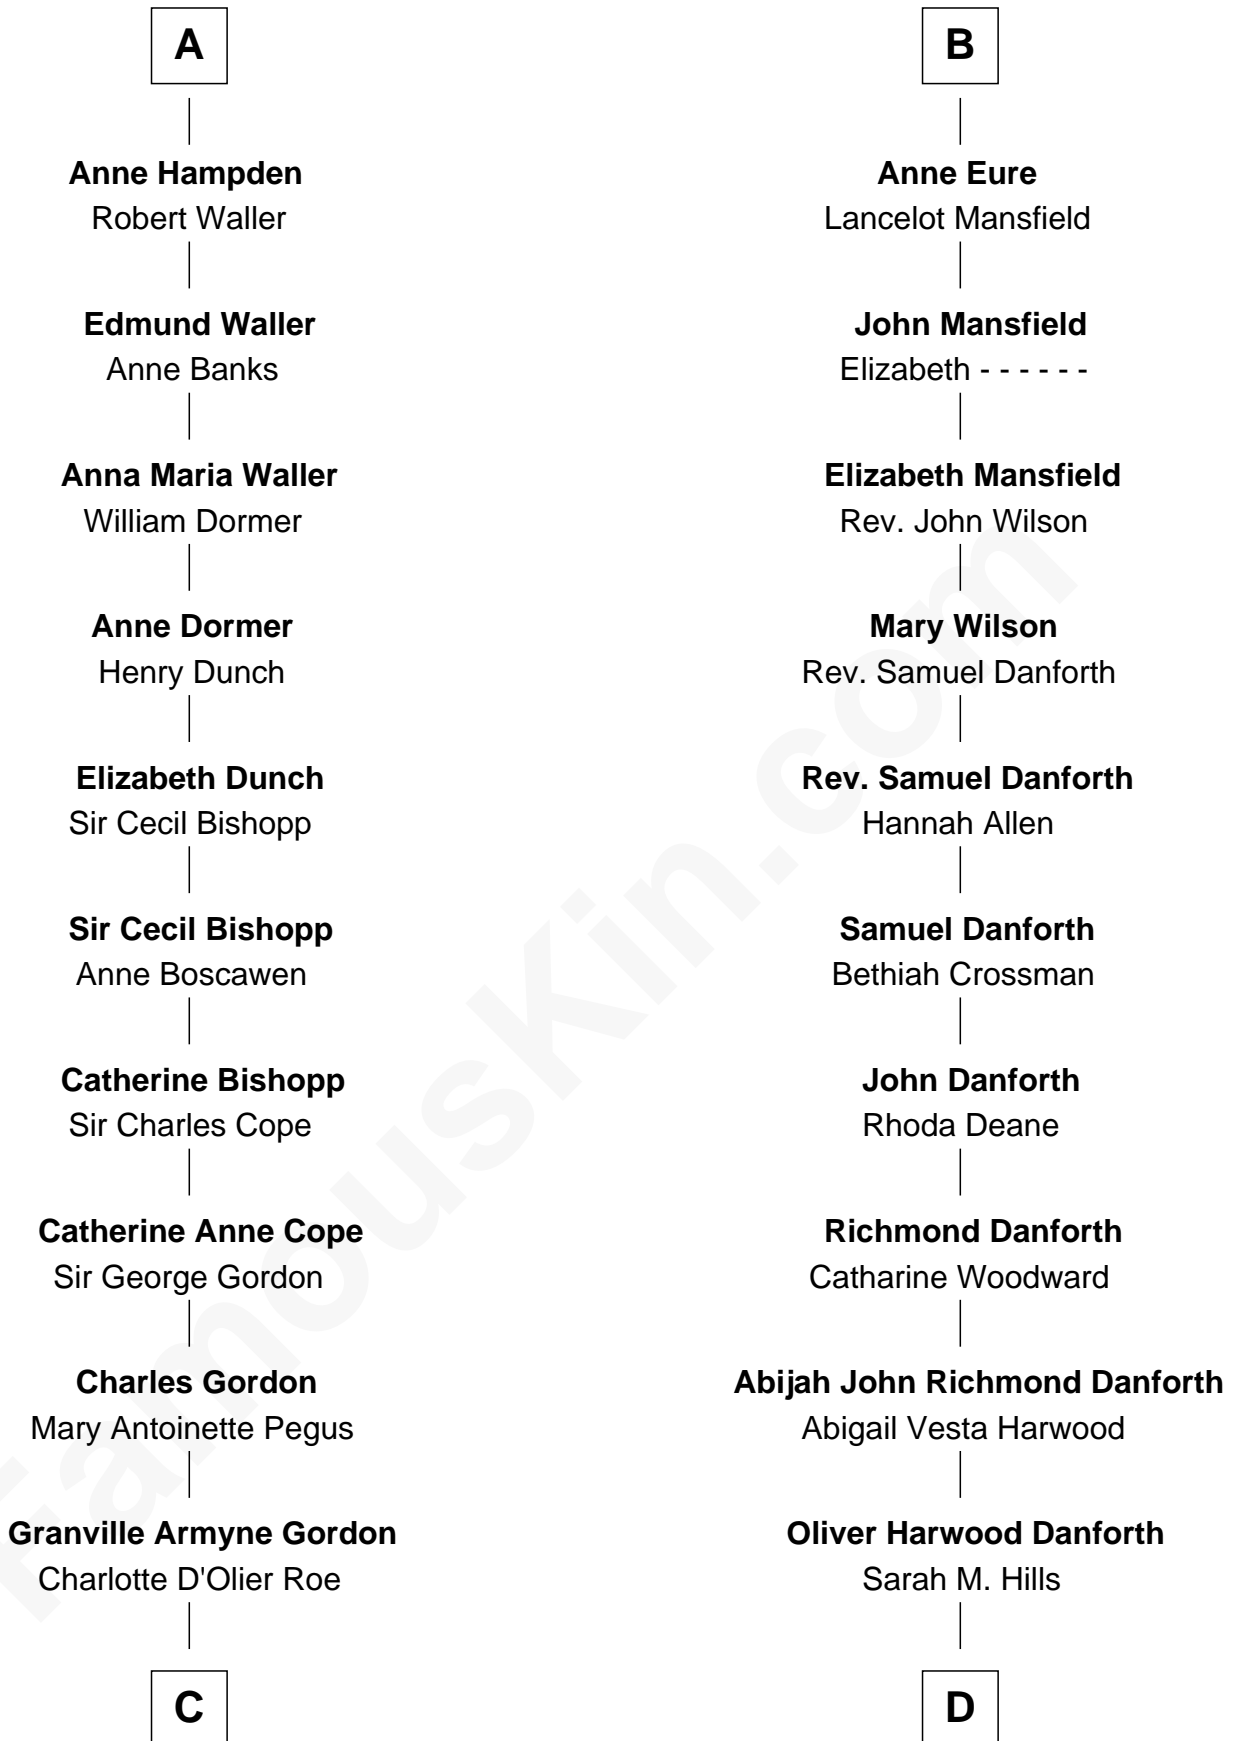 A
Anne Hampden
Robert Waller
Edmund Waller
Anne Banks
Anna Maria Waller
William Dormer
Anne Dormer
Henry Dunch
Elizabeth Dunch
Sir Cecil Bishopp
Sir Cecil Bishopp
Anne Boscawen
Catherine Bishopp
Sir Charles Cope
Catherine Anne Cope
Sir George Gordon
Charles Gordon
Mary Antoinette Pegus
Granville Armyne Gordon
Charlotte D'Olier Roe
C
B
Anne Eure
Lancelot Mansfield
John Mansfield
Elizabeth - - - - - -
Elizabeth Mansfield
Rev. John Wilson
Mary Wilson
Rev. Samuel Danforth
Rev. Samuel Danforth
Hannah Allen
Samuel Danforth
Bethiah Crossman
John Danforth
Rhoda Deane
Richmond Danforth
Catharine Woodward
Abijah John Richmond Danforth
Abigail Vesta Harwood
Oliver Harwood Danforth
Sarah M. Hills
D
FamousKin.com